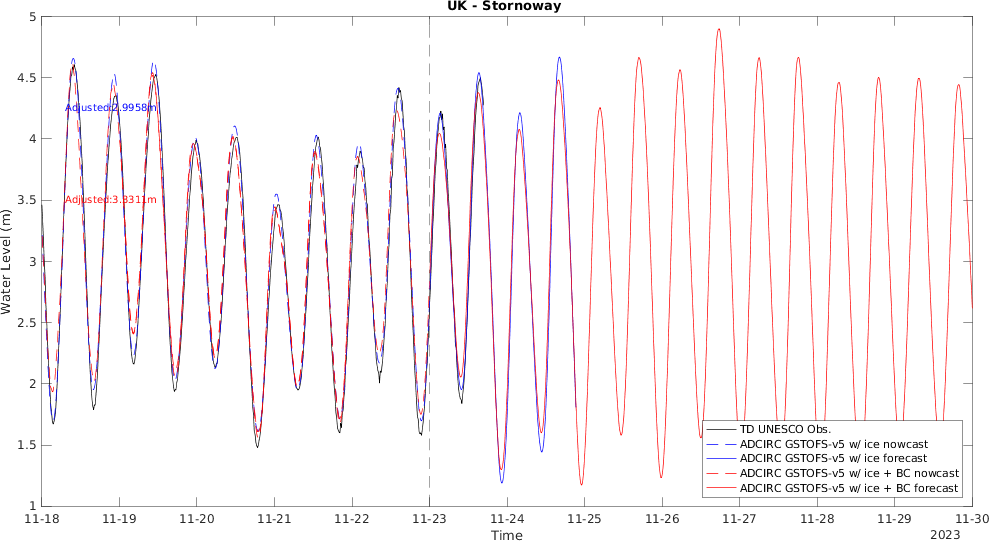 UK - Stornoway
5
4.5
4
3.5
3
2.5
2
1.5
1
Water Level (m)
Adjusted:2.9958m
Adjusted:3.3311m
TD UNESCO Obs.
ADCIRC GSTOFS-v5 w/ ice nowcast
ADCIRC GSTOFS-v5 w/ ice forecast
ADCIRC GSTOFS-v5 w/ ice + BC nowcast
ADCIRC GSTOFS-v5 w/ ice + BC forecast
11-18 11-19 11-20 11-21 11-22 11-23 11-24 11-25 11-26 11-27 11-28 11-29 11-30
Time
2023